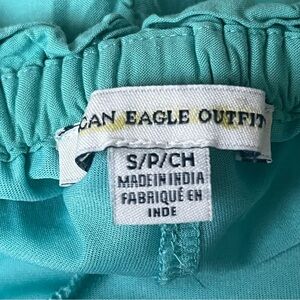 CAN EAGLE OUTFIT
S/P/CH
MADE IN INDIA
FABRIQUÉ EN
INDE